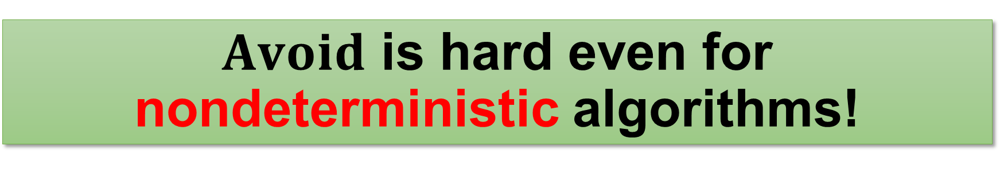 Avoid is hard even for
nondeterministic algorithms!